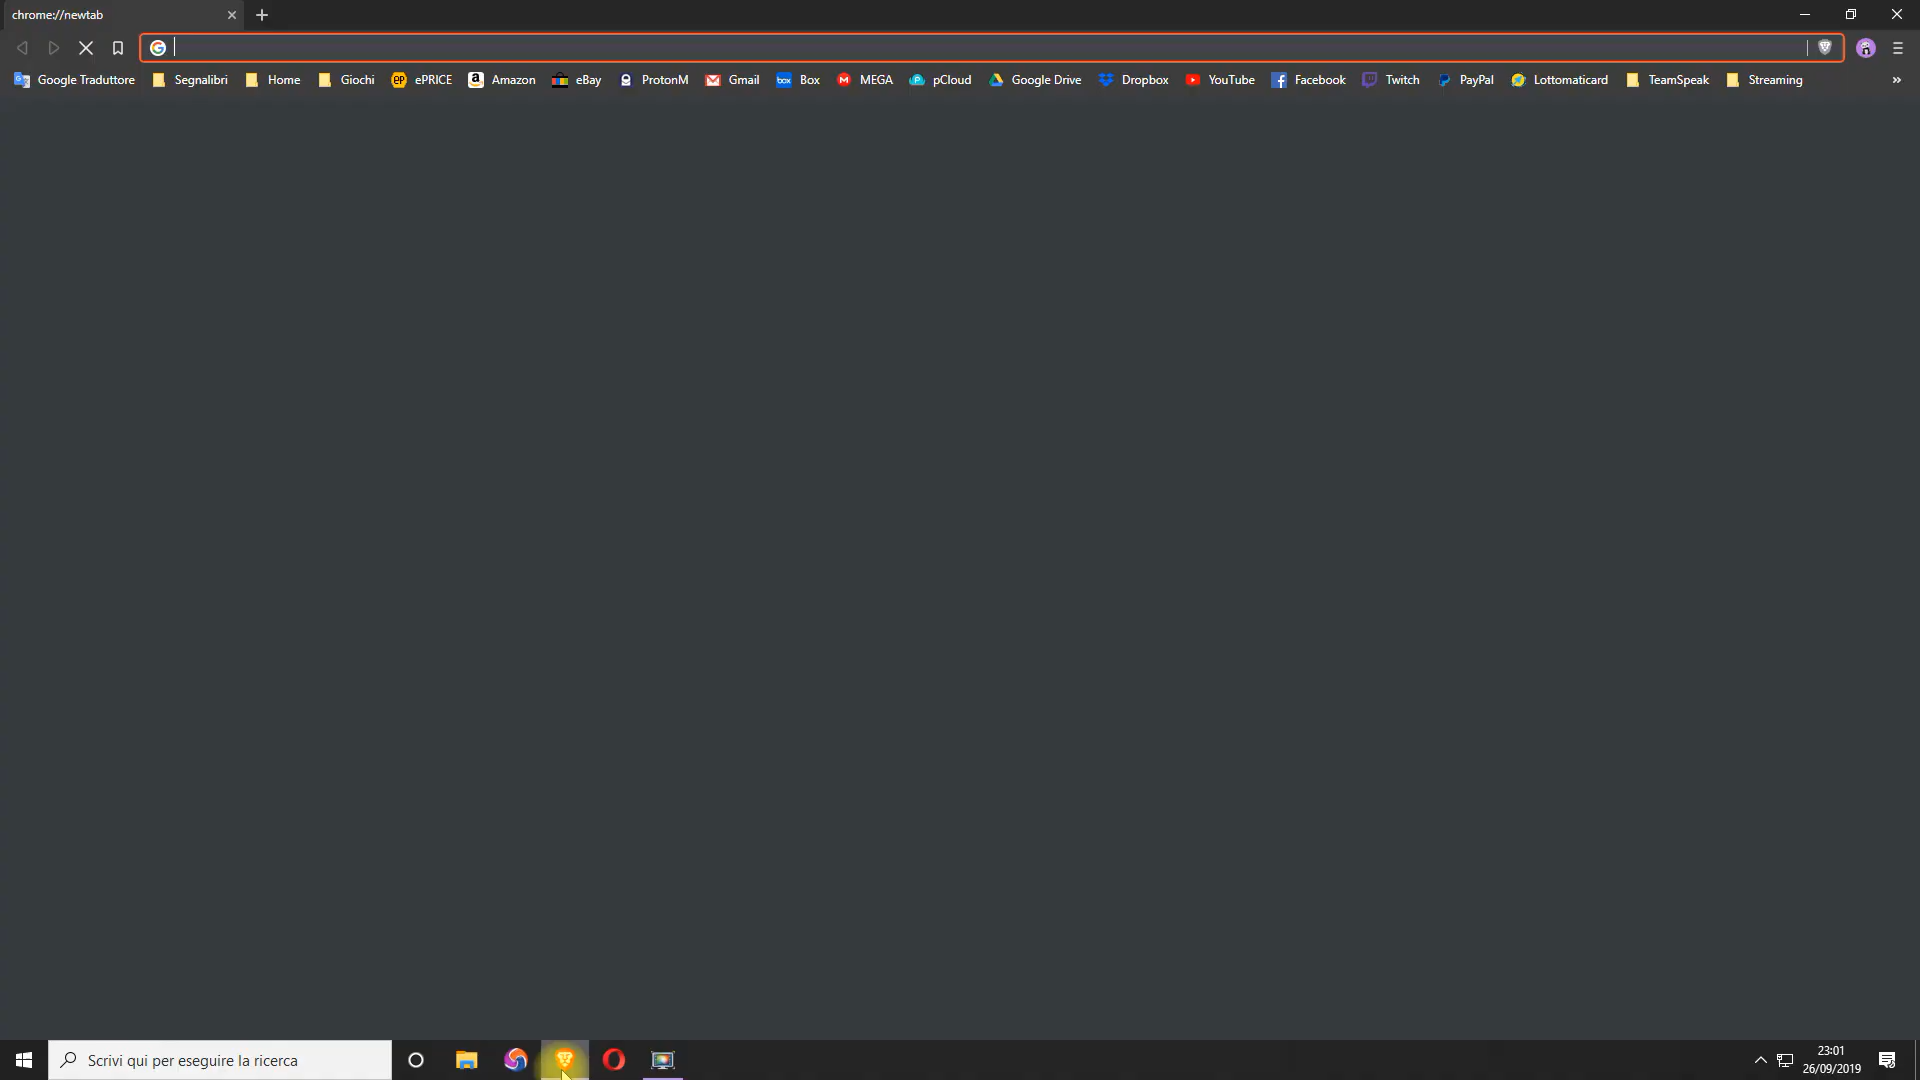 chrome://newtab
Google Traduttore Segnalibri Home Giochi ePRICE Amazon eBay ProtonM Gmail Box MEGA pCloud Google Drive Dropbox YouTube Facebook Twitch PayPal Lottomaticard TeamSpeak Streaming »
Scrivi qui per eseguire la ricerca
23:01
26/09/2019